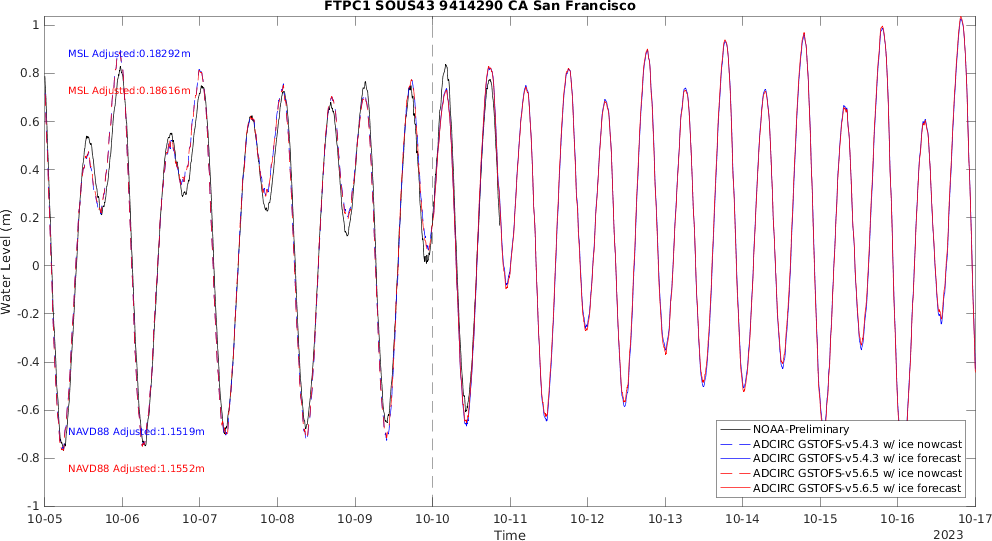 FTPC1 SOUS43 9414290 CA San Francisco
1
0.8
0.6
0.4
0.2
0
-0.2
-0.4
-0.6
-0.8
-1
Water Level (m)
MSL Adjusted:0.18292m
MSL Adjusted:0.18616m
NAVD88 Adjusted:1.1519m
NAVD88 Adjusted:1.1552m
NOAA-Preliminary
ADCIRC GSTOFS-v5.4.3 w/ ice nowcast
ADCIRC GSTOFS-v5.4.3 w/ ice forecast
ADCIRC GSTOFS-v5.6.5 w/ ice nowcast
ADCIRC GSTOFS-v5.6.5 w/ ice forecast
10-05 10-06 10-07 10-08 10-09 10-10 10-11 10-12 10-13 10-14 10-15 10-16 10-17
Time
2023